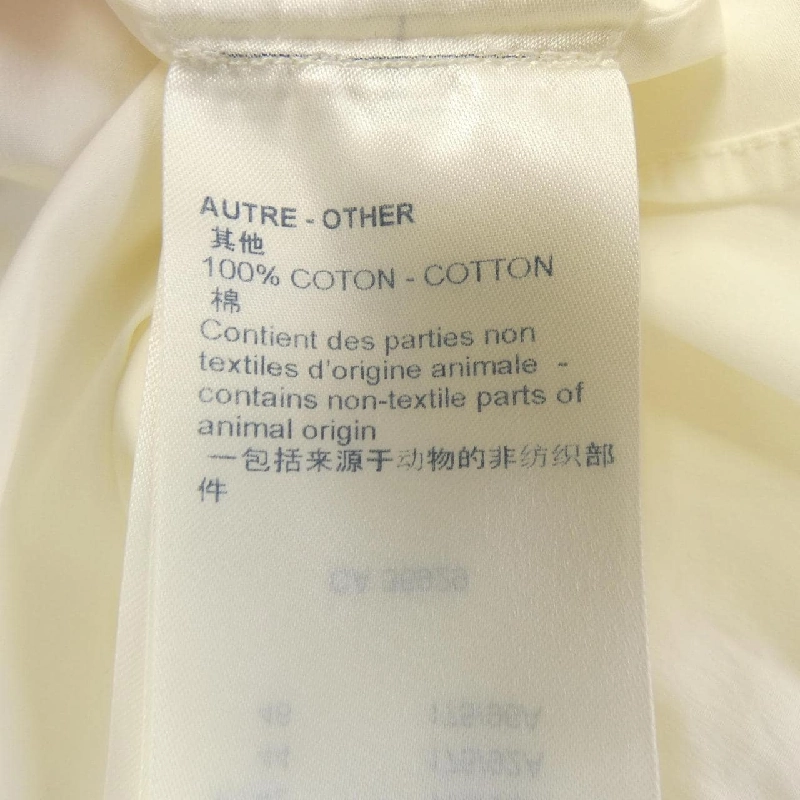 AUTRE - OTHER
其他
100% COTON - COTTON
棉
Contient des parties non
textiles d'origine animale -
contains non-textile parts of
animal origin
一包括来源于动物的非纺织部
件